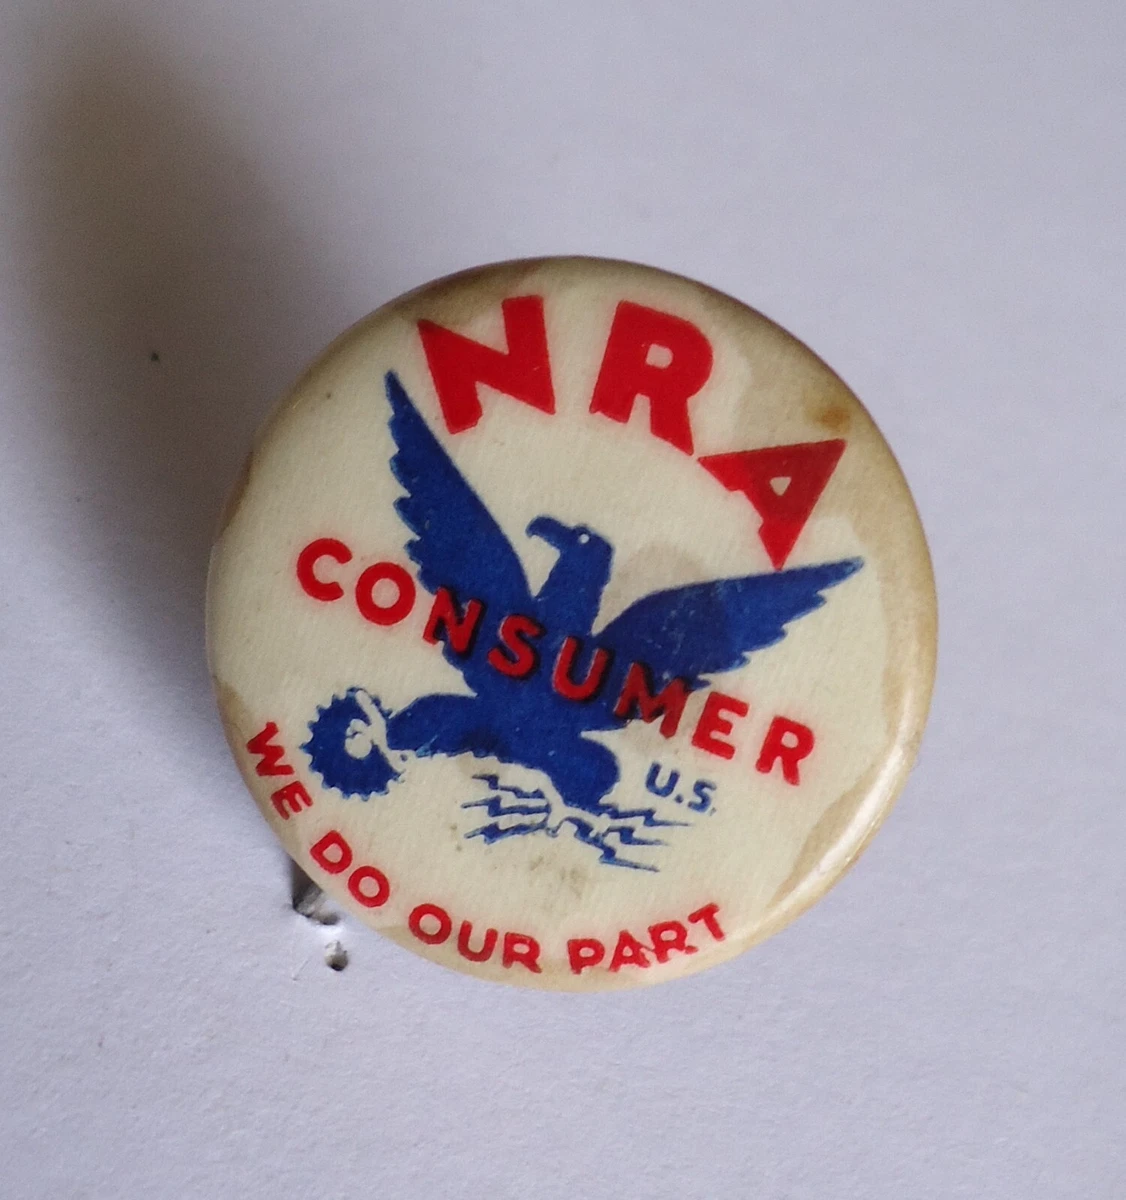 NRA
CONSUMER
U.S.
WE DO OUR PART